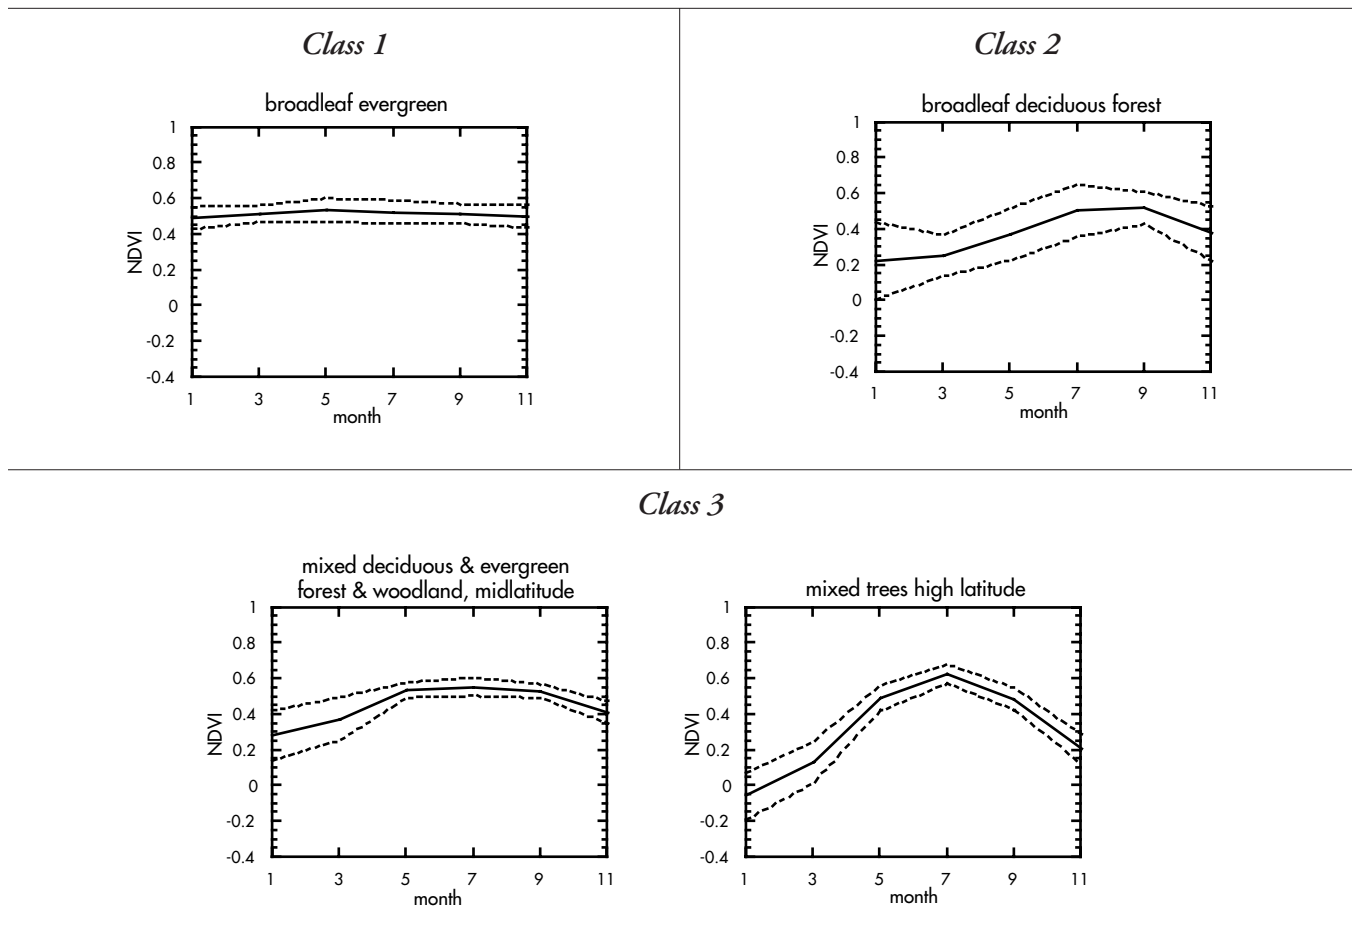 Class 1
broadleaf evergreen
1
0.8
0.6
0.4
0.2
0
-0.2
-0.4
NDVI
1 3 5 7 9 11
month
Class 2
broadleaf deciduous forest
1
0.8
0.6
0.4
0.2
0
-0.2
-0.4
NDVI
1 3 5 7 9 11
month
Class 3
mixed deciduous & evergreen
forest & woodland, midlatitude
1
0.8
0.6
0.4
0.2
0
-0.2
-0.4
NDVI
1 3 5 7 9 11
month
mixed trees high latitude
1
0.8
0.6
0.4
0.2
0
-0.2
-0.4
NDVI
1 3 5 7 9 11
month